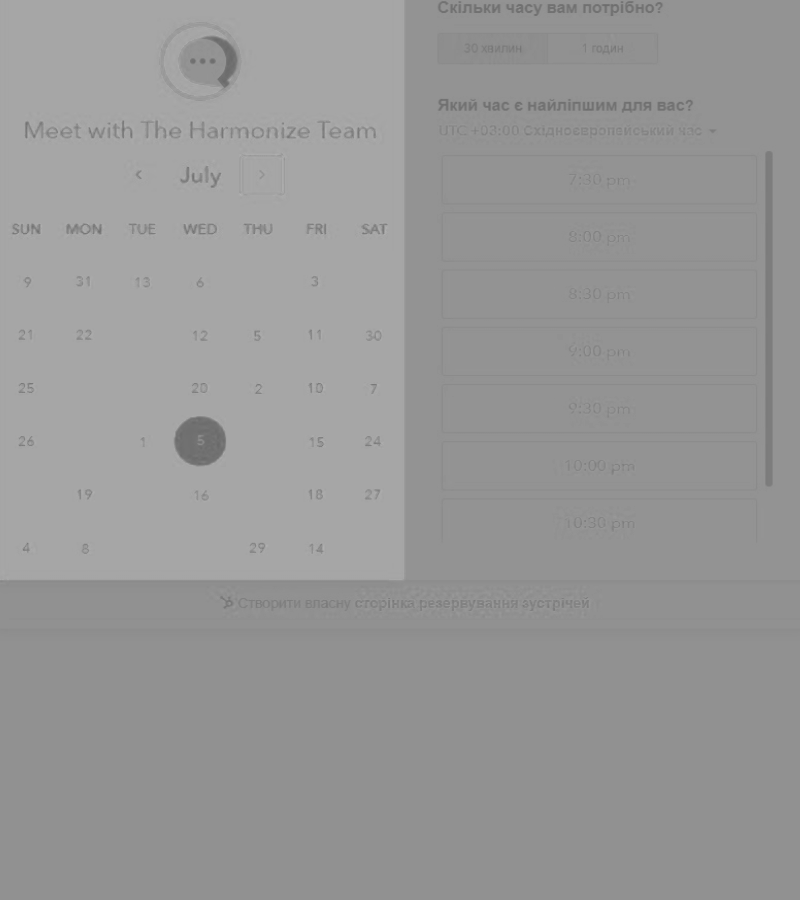 Meet with The Harmonize Team
July
SUN MON TUE WED THU FRI SAT
9 31 13 6 3
21 22 12 5 11 30
25 20 2 10 7
26 1 5 15 24
19 16 18 27
4 8 29 14
Скільки часу вам потрібно?
30 хвилин 1 годин
Який час є найліпшим для вас?
UTC +03:00 Східноєвропейський час
7:30 pm
8:00 pm
8:30 pm
9:00 pm
9:30 pm
10:00 pm
10:30 pm
Створити власну сторінка резервування зустрічей